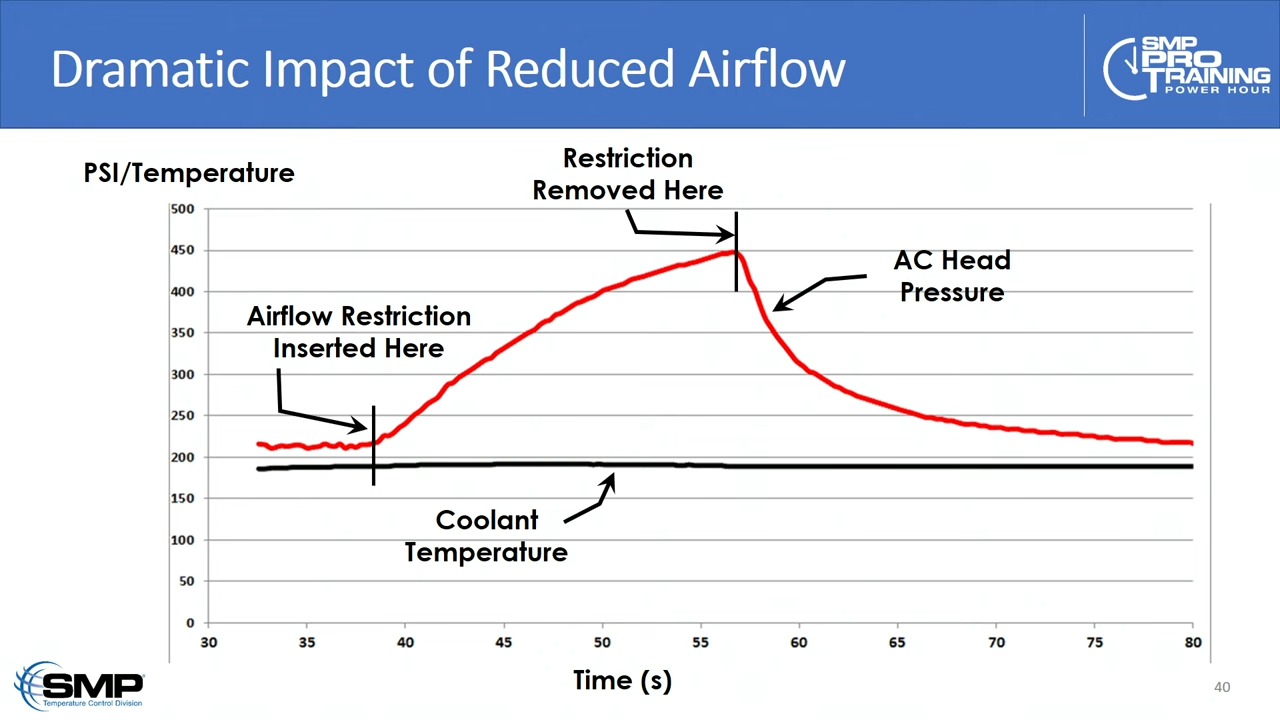 Dramatic Impact of Reduced Airflow
SMP
PRO
TRAINING
POWER HOUR
PSI/Temperature
Restriction
Removed Here
AC Head
Pressure
Airflow Restriction
Inserted Here
Coolant
Temperature
500
450
400
350
300
250
200
150
100
50
0
30 35 40 45 50 55 60 65 70 75 80
Time (s)
SMP
Temperature Control Division
40